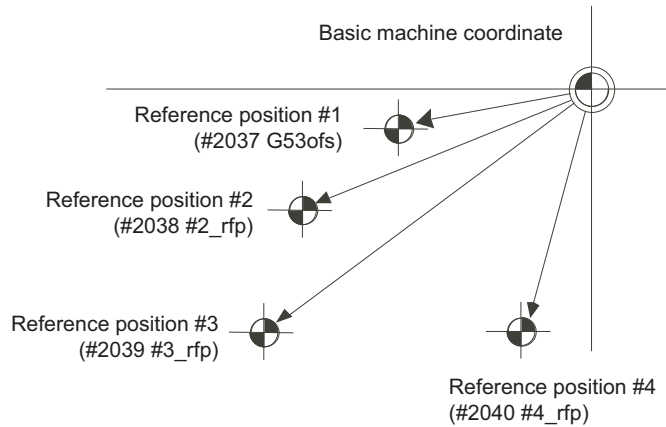 Basic machine coordinate
Reference position #1
(#2037 G53ofs)
Reference position #2
(#2038 #2_rfp)
Reference position #3
(#2039 #3_rfp)
Reference position #4
(#2040 #4_rfp)